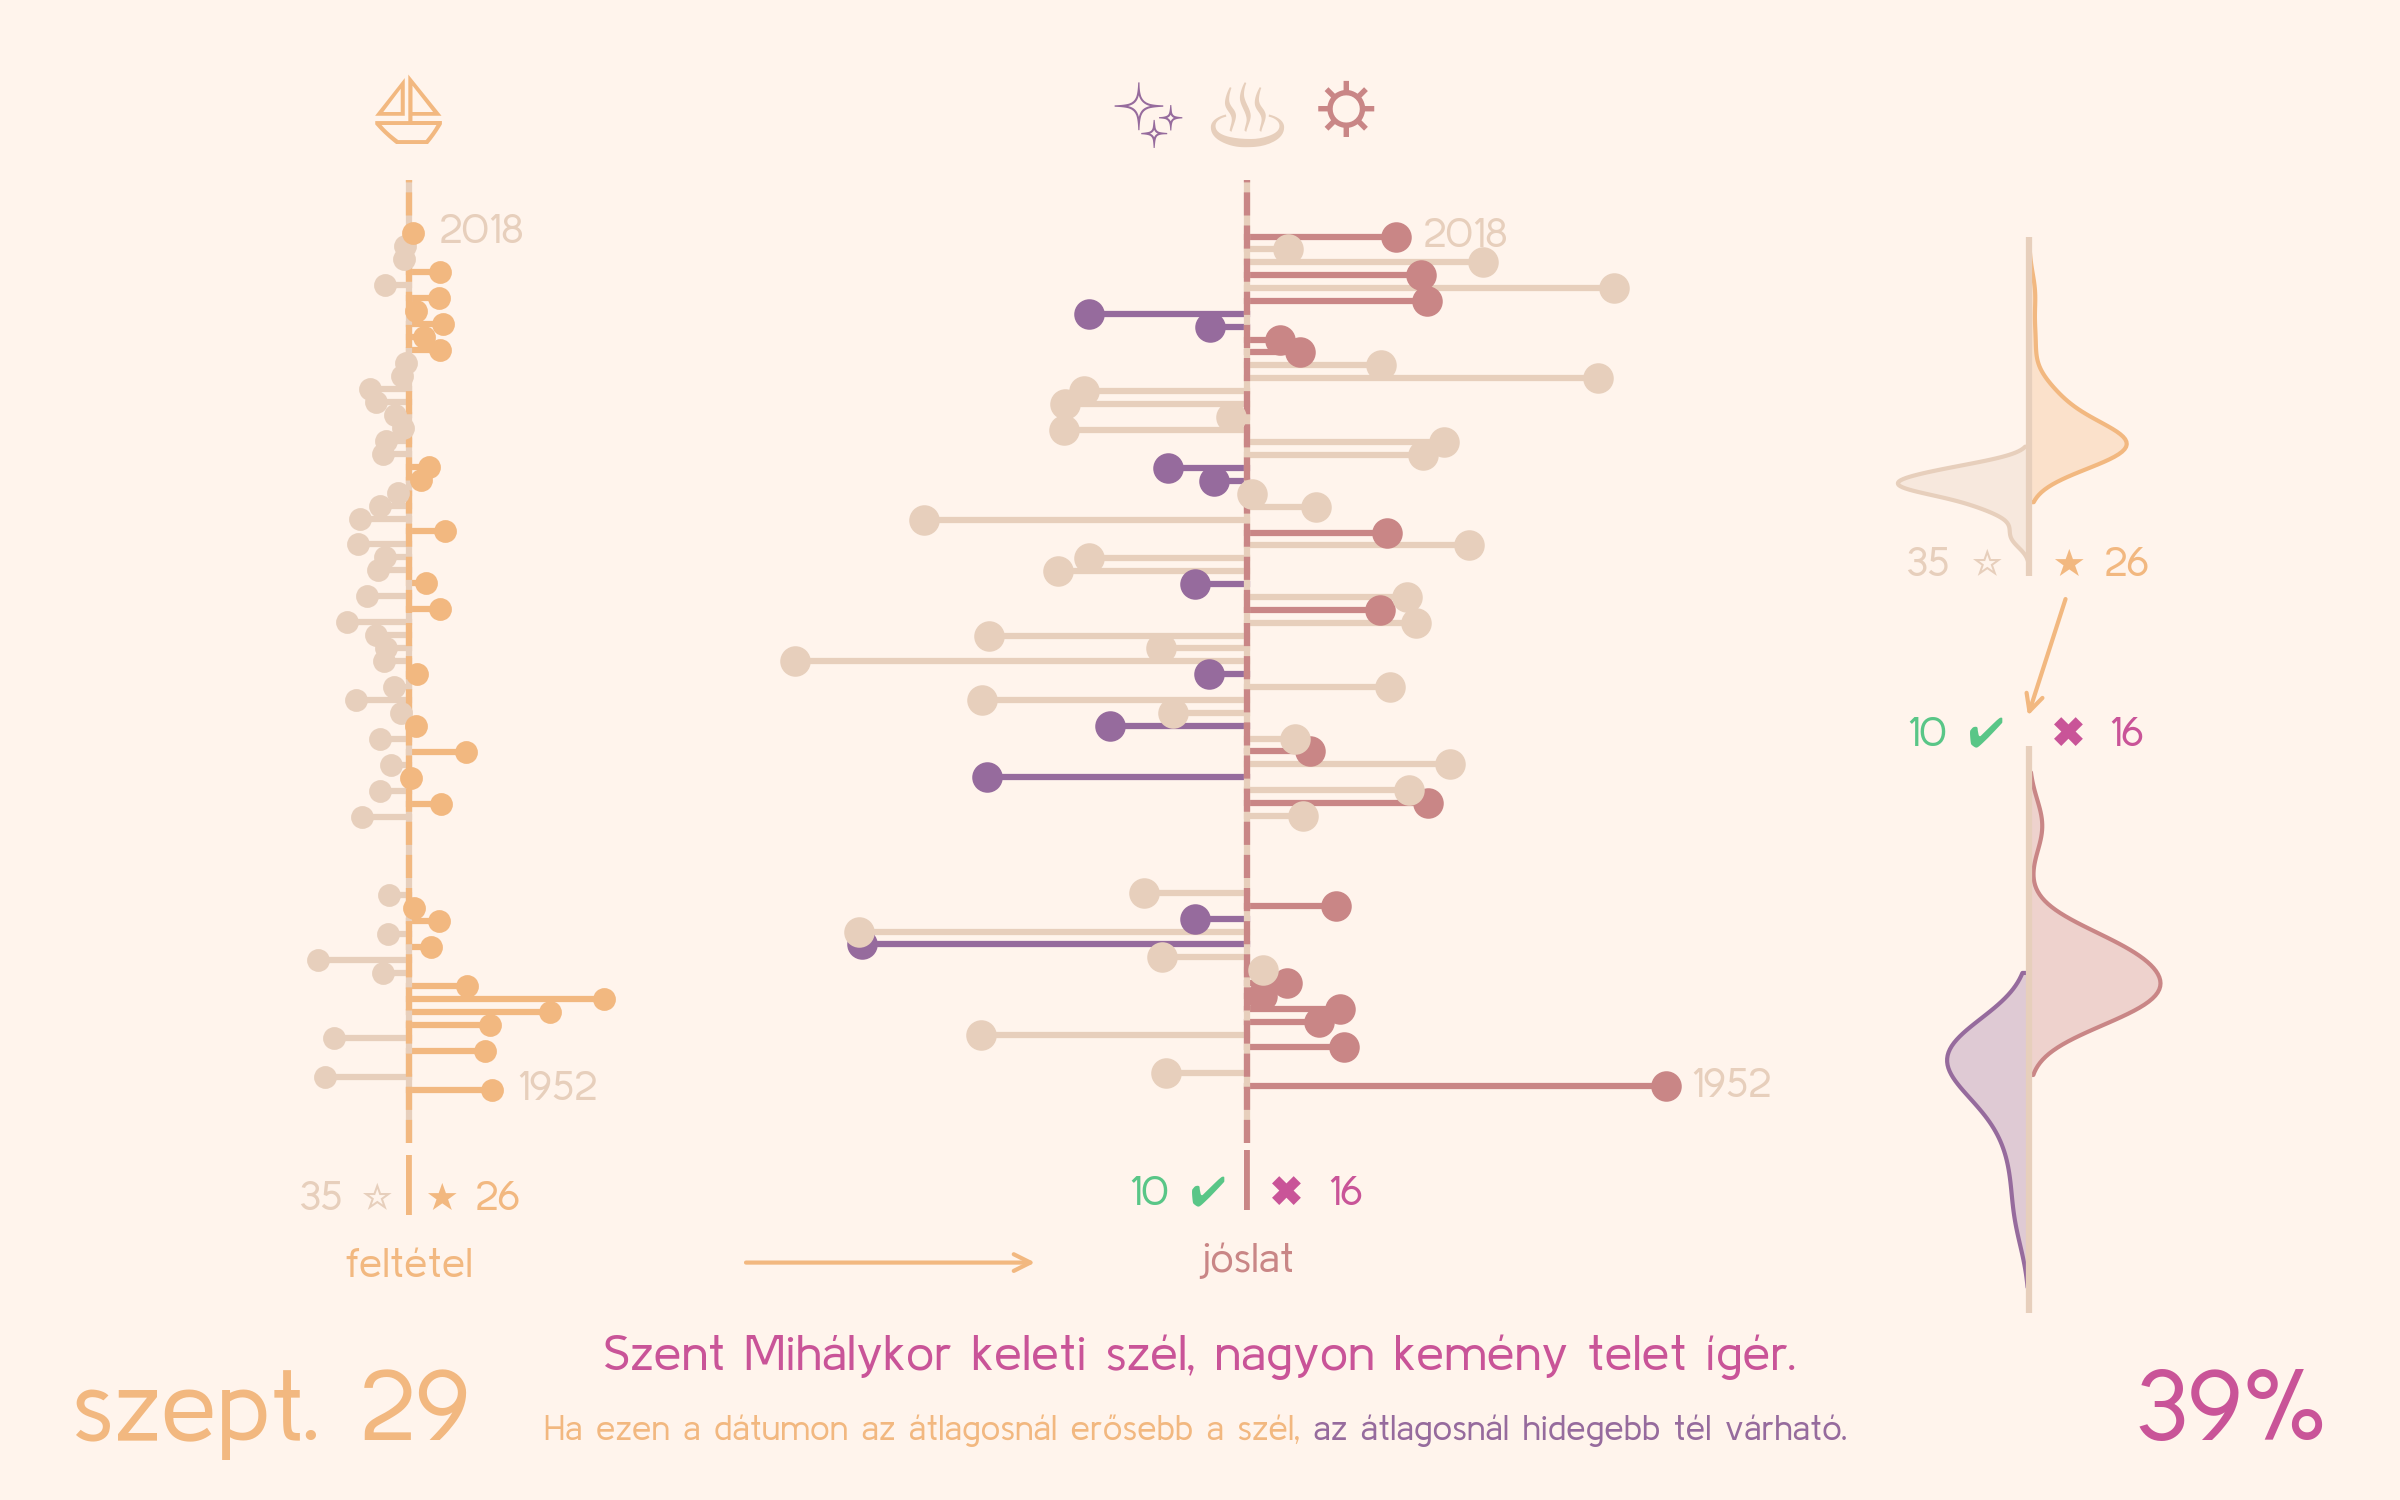 2018
2018
35 ☆ ★ 26
10 ✔ ✖ 16
1952
1952
35 ☆ ★ 26
10 ✔ ✖ 16
feltétel
jóslat
Szent Mihálykor keleti szél, nagyon kemény telet ígér.
szept. 29
Ha ezen a dátumon az átlagosnál erősebb a szél, az átlagosnál hidegebb tél várható.
39%